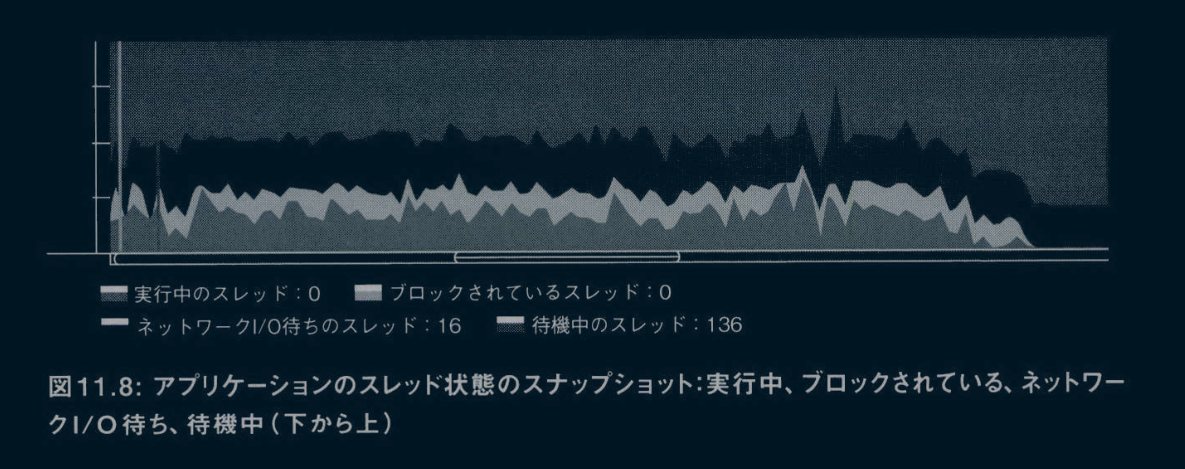 実行中のスレッド：0 ブロックされているスレッド：0
ネットワークI/O待ちのスレッド：16 待機中のスレッド：136
図11.8: アプリケーションのスレッド状態のスナップショット：実行中、ブロックされている、ネットワー
クI/O待ち、待機中（下から上）